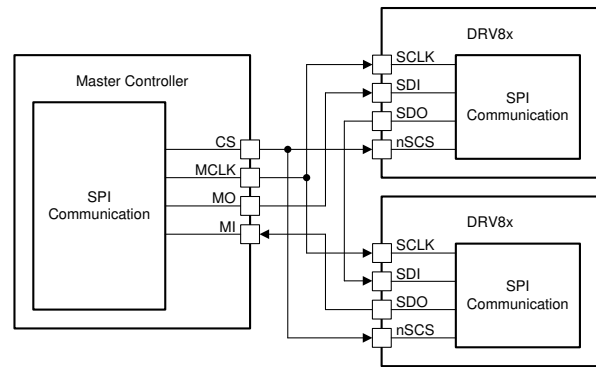 DRV8x
SCLK
SDI
SDO
nSCS
SPI
Communication
Master Controller
CS
MCLK
MO
MI
SPI
Communication
DRV8x
SCLK
SDI
SDO
nSCS
SPI
Communication